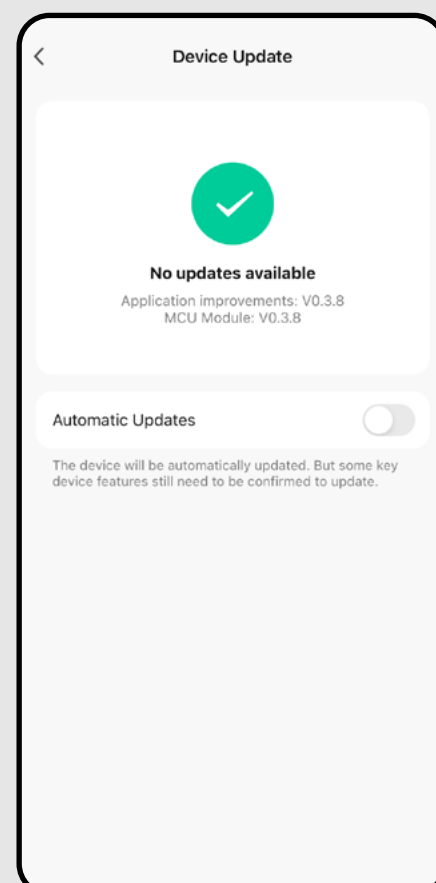 Device Update
No updates available
Application improvements: V0.3.8
MCU Module: V0.3.8
Automatic Updates
The device will be automatically updated. But some key
device features still need to be confirmed to update.